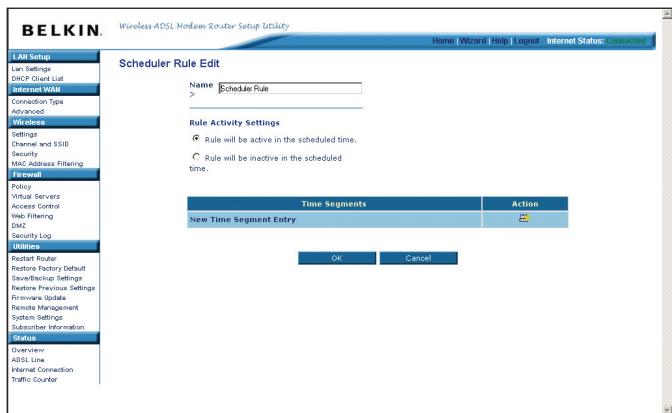 BELKIN.
Wireless ADSL Modem Router Setup Utility
Home | Wizard | Help | Logout Internet Status: Connected
LAN Setup
Lan Settings
DHCP Client List
Internet WAN
Connection Type
Advanced
Wireless
Settings
Channel and SSID
Security
MAC Address Filtering
Firewall
Policy
Virtual Servers
Access Control
Web Filtering
DMZ
Security Log
Utilities
Restart Router
Restore Factory Default
Save/Backup Settings
Restore Previous Settings
Firmware Update
Remote Management
System Settings
Subscriber Information
Status
Overview
ADSL Line
Internet Connection
Traffic Counter
Scheduler Rule Edit
Name Scheduler Rule
>
Rule Activity Settings
Rule will be active in the scheduled time.
Rule will be inactive in the scheduled
time.
Time Segments Action
New Time Segment Entry
OK Cancel